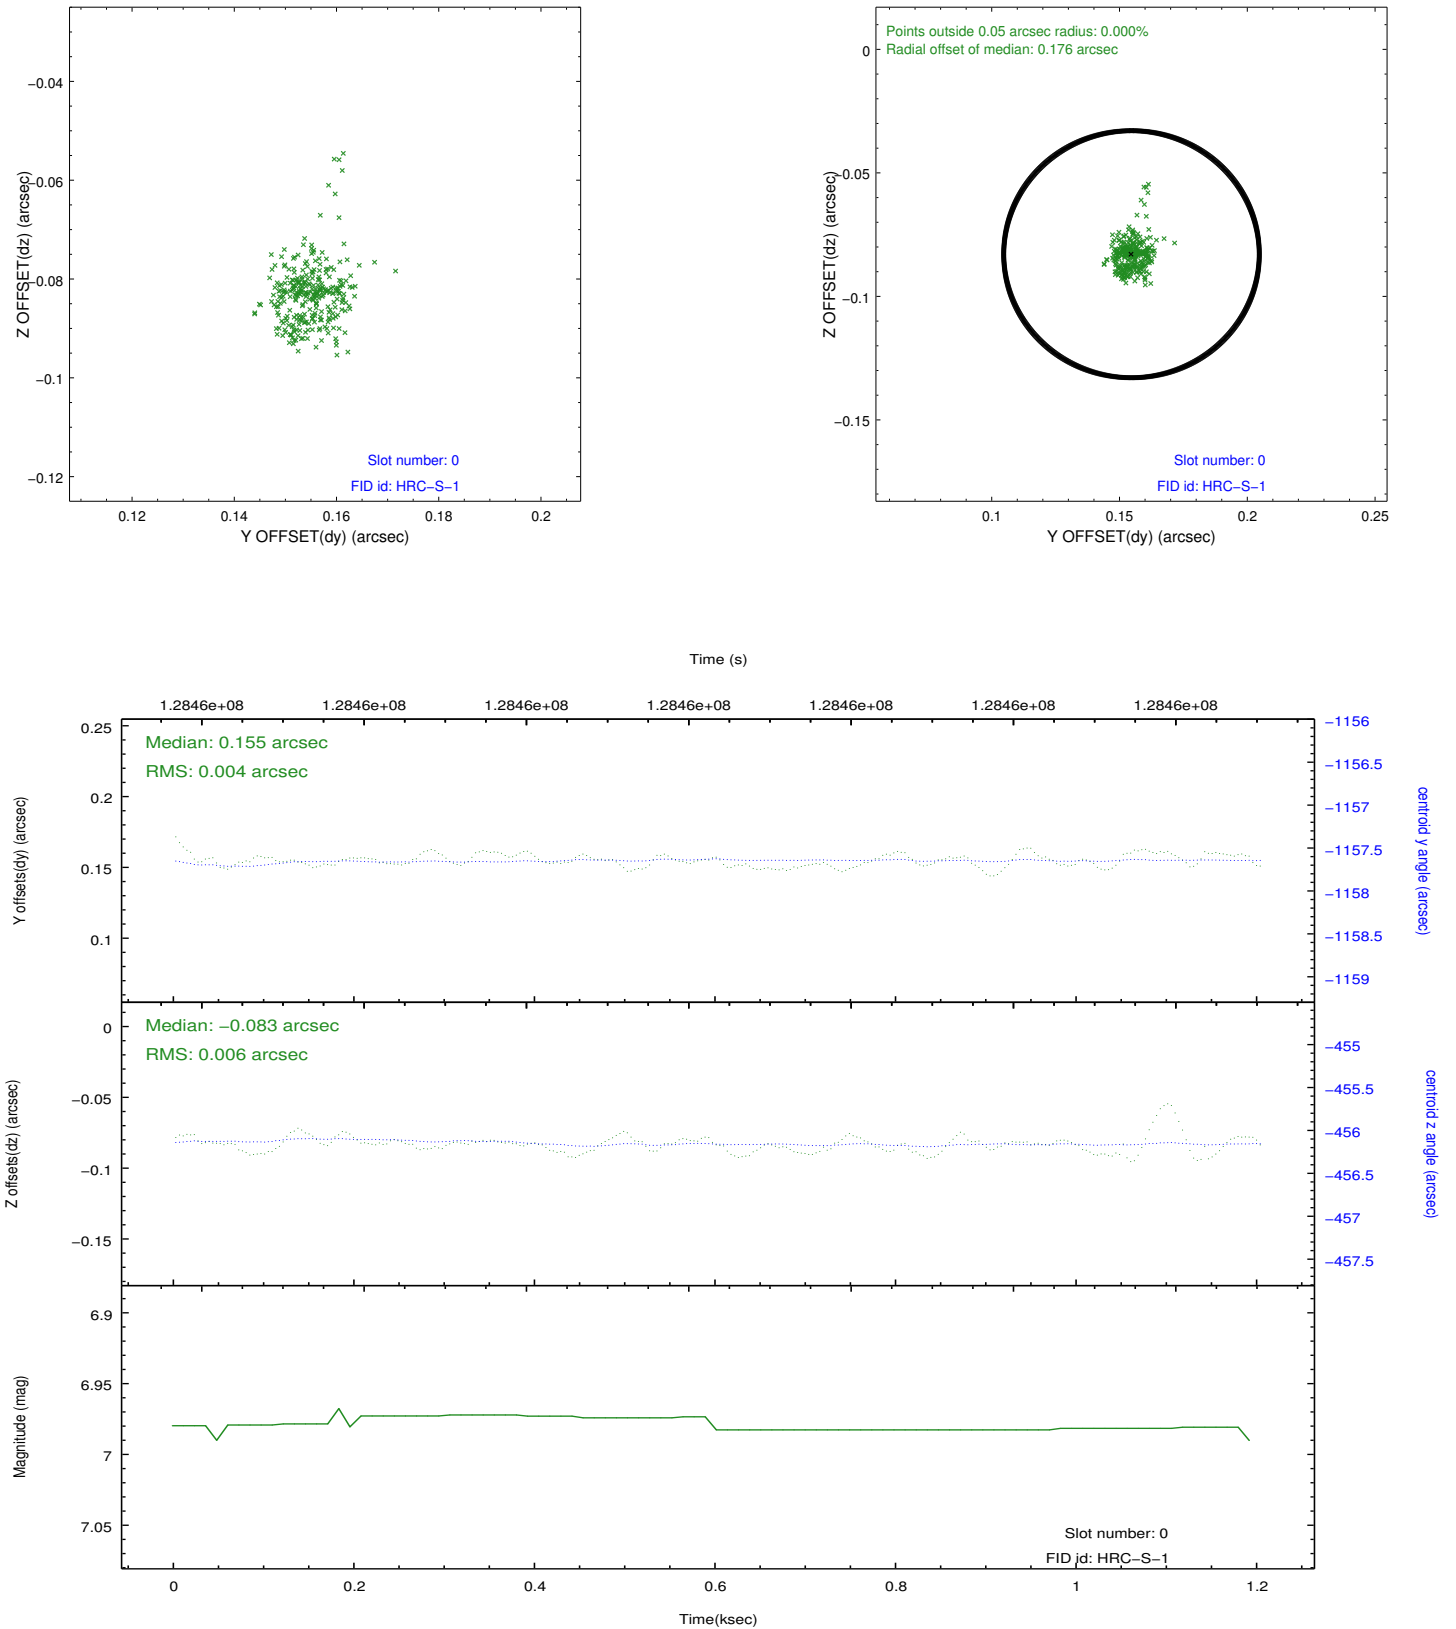 −0.04
−0.06
−0.08
−0.1
−0.12
Z OFFSET(dz) (arcsec)
0.12 0.14 0.16 0.18 0.2
Y OFFSET(dy) (arcsec)
Slot number: 0
FID id: HRC−S−1
Points outside 0.05 arcsec radius: 0.000%
Radial offset of median: 0.176 arcsec
0
−0.05
−0.1
−0.15
Z OFFSET(dz) (arcsec)
0.1 0.15 0.2 0.25
Y OFFSET(dy) (arcsec)
Slot number: 0
FID id: HRC−S−1
Time (s)
1.2846e+08 1.2846e+08 1.2846e+08 1.2846e+08 1.2846e+08 1.2846e+08 1.2846e+08
Median: 0.155 arcsec
RMS: 0.004 arcsec
0.25
0.2
0.15
0.1
Y offsets(dy) (arcsec)
−1156
−1156.5
−1157
−1157.5
−1158
−1158.5
−1159
centroid y angle (arcsec)
Median: −0.083 arcsec
RMS: 0.006 arcsec
0
−0.05
−0.1
−0.15
Z offsets(dz) (arcsec)
−455
−455.5
−456
−456.5
−457
−457.5
centroid z angle (arcsec)
6.9
6.95
7
7.05
Magnitude (mag)
Slot number: 0
FID id: HRC−S−1
0 0.2 0.4 0.6 0.8 1 1.2
Time(ksec)